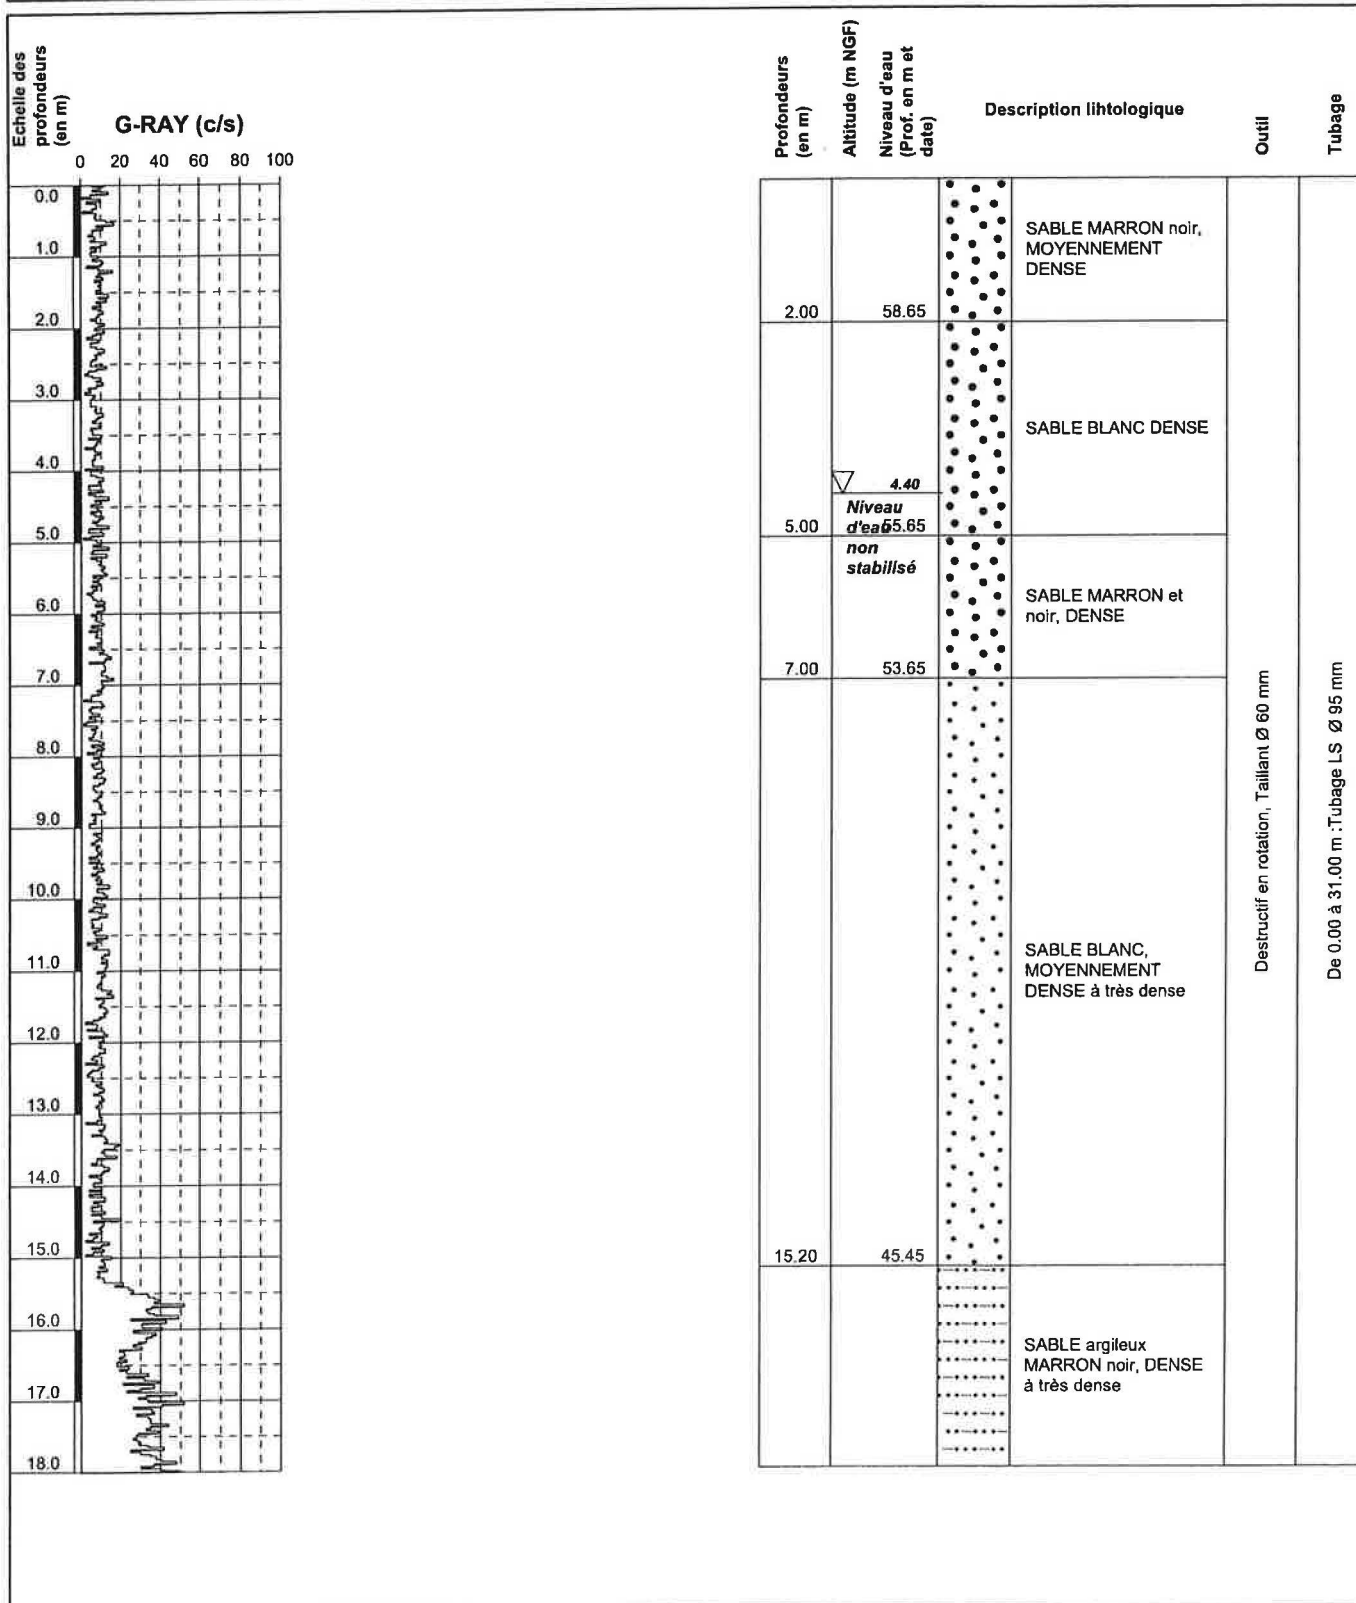 Echelle des
profondeurs
(en m)
G-RAY (c/s)
0 20 40 60 80 100
0.0
1.0
2.0
3.0
4.0
5.0
6.0
7.0
8.0
9.0
10.0
11.0
12.0
13.0
14.0
15.0
16.0
17.0
18.0
Profondeurs
(en m)
Altitude (m NGF)
Niveau d'eau
(Prof. en m et
date)
Description lihtologique
Outil
Tubage
SABLE MARRON noir,
MOYENNEMENT
DENSE
2.00 58.65
SABLE BLANC DENSE
4.40
Niveau
d'eau
non
stabilisé
5.00 55.65
SABLE MARRON et
noir, DENSE
7.00 53.65
SABLE BLANC,
MOYENNEMENT
DENSE à très dense
15.20 45.45
SABLE argileux
MARRON noir, DENSE
à très dense
Destructif en rotation, Taillant Ø 60 mm
De 0.00 à 31.00 m :Tubage LS Ø 95 mm